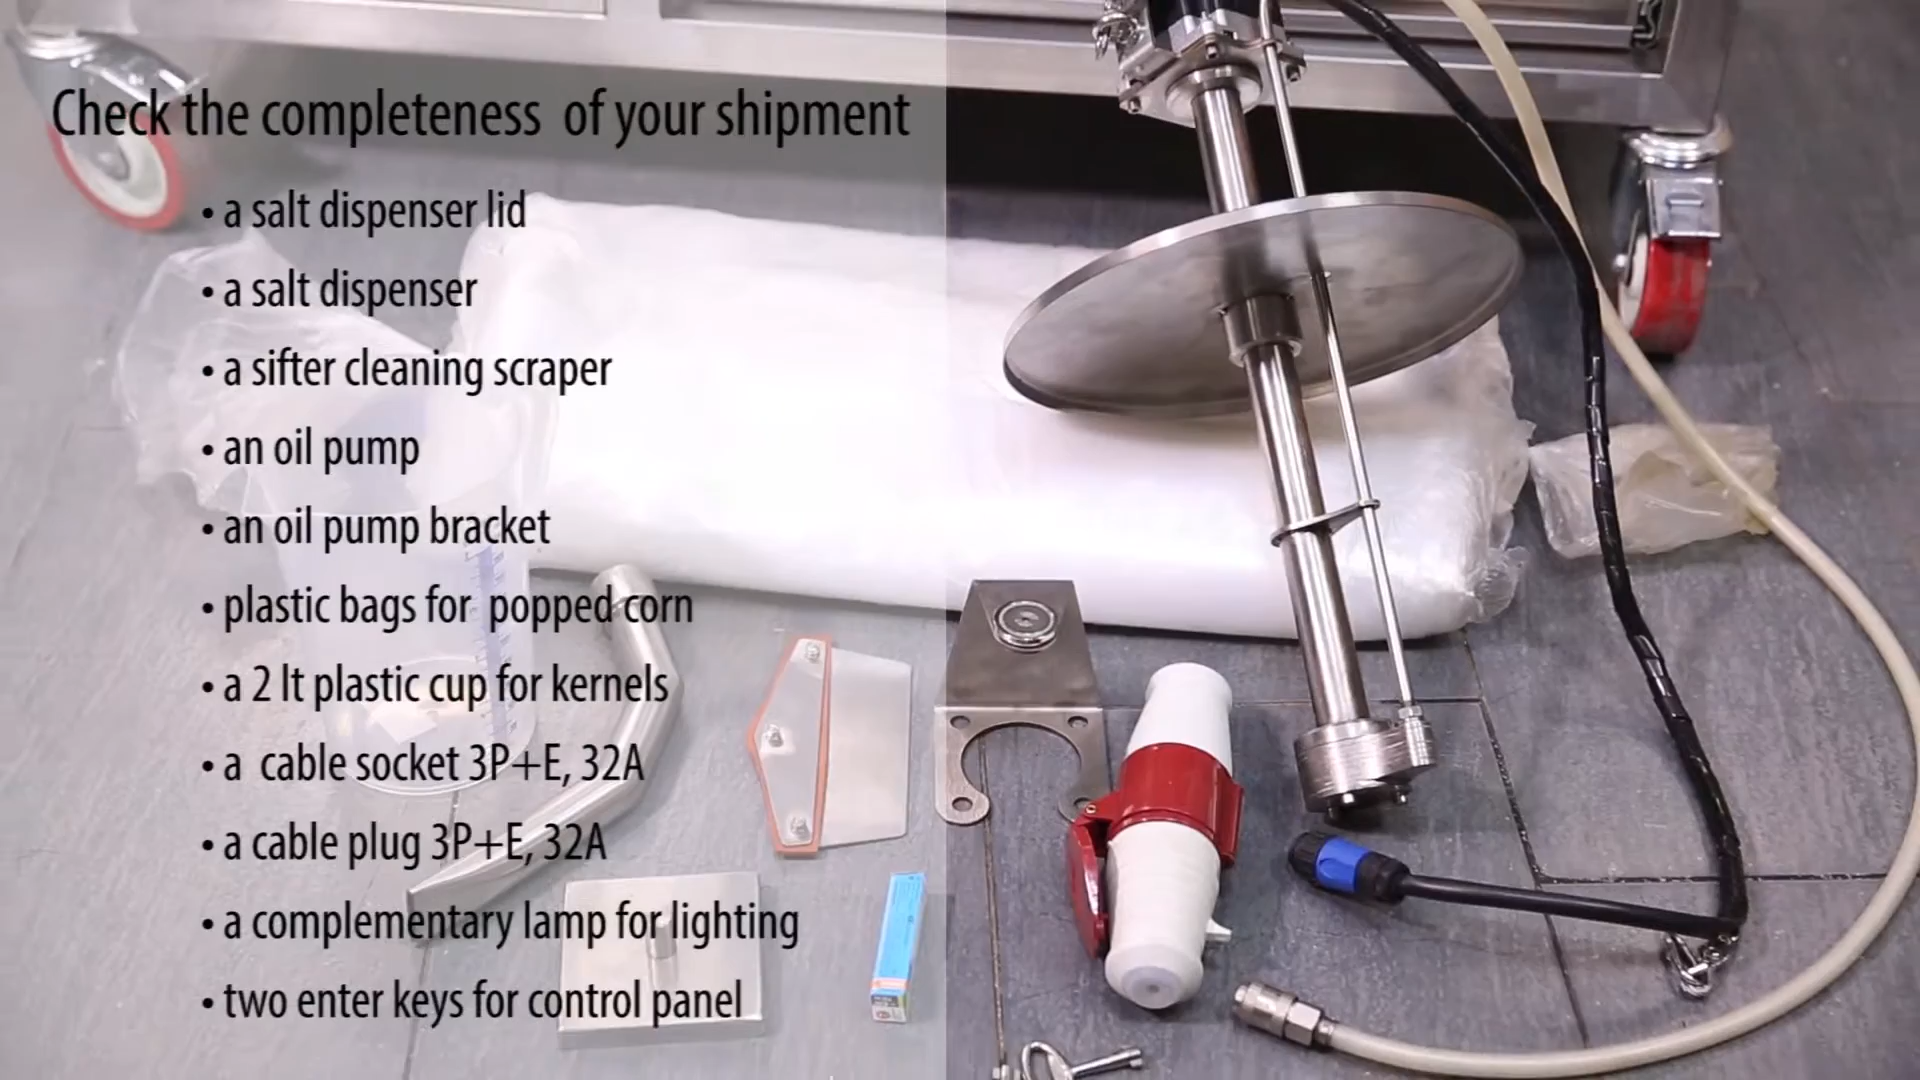 Check the completeness of your shipment
• a salt dispenser lid
• a salt dispenser
• a sifter cleaning scraper
• an oil pump
• an oil pump bracket
• plastic bags for popped corn
• a 2 lt plastic cup for kernels
• a cable socket 3P+E, 32A
• a cable plug 3P+E, 32A
• a complementary lamp for lighting
• two enter keys for control panel